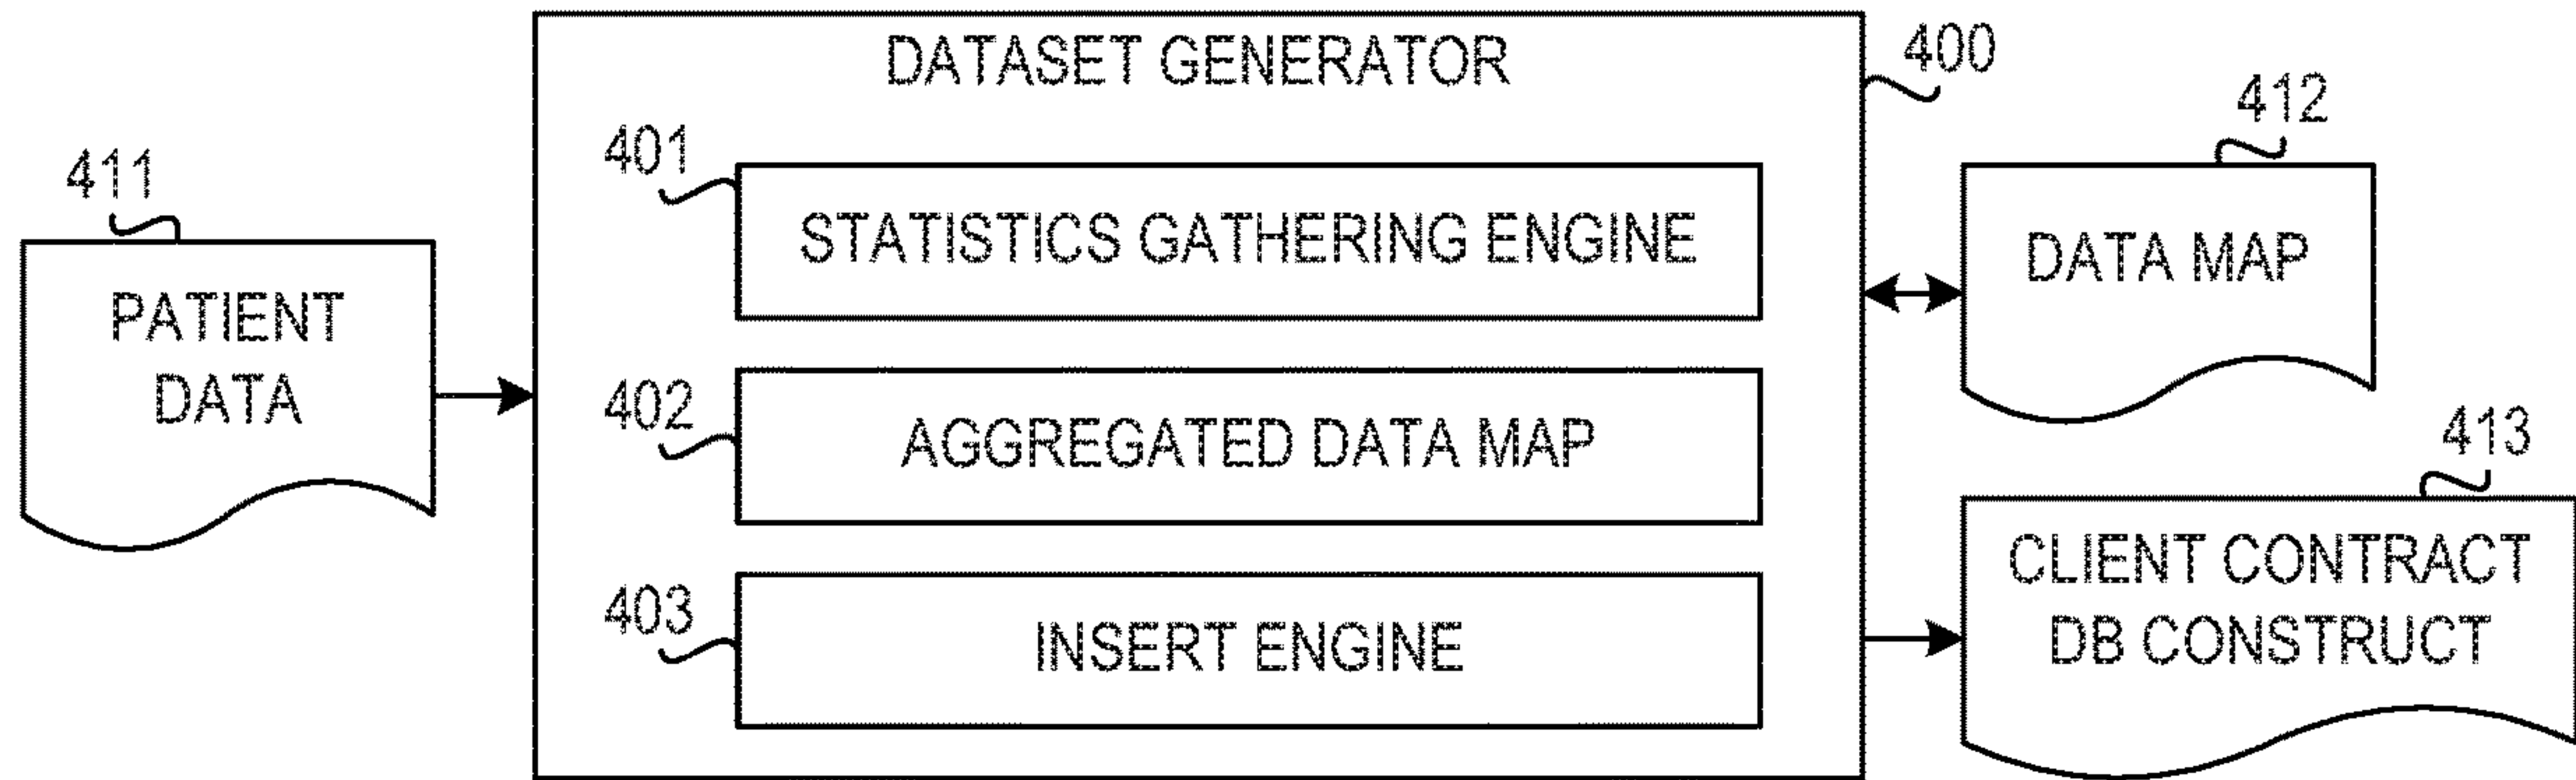 DATASET GENERATOR
400
412
401
411
STATISTICS GATHERING ENGINE
DATA MAP
PATIENT
DATA
402
AGGREGATED DATA MAP
413
CLIENT CONTRACT
DB CONSTRUCT
403
INSERT ENGINE